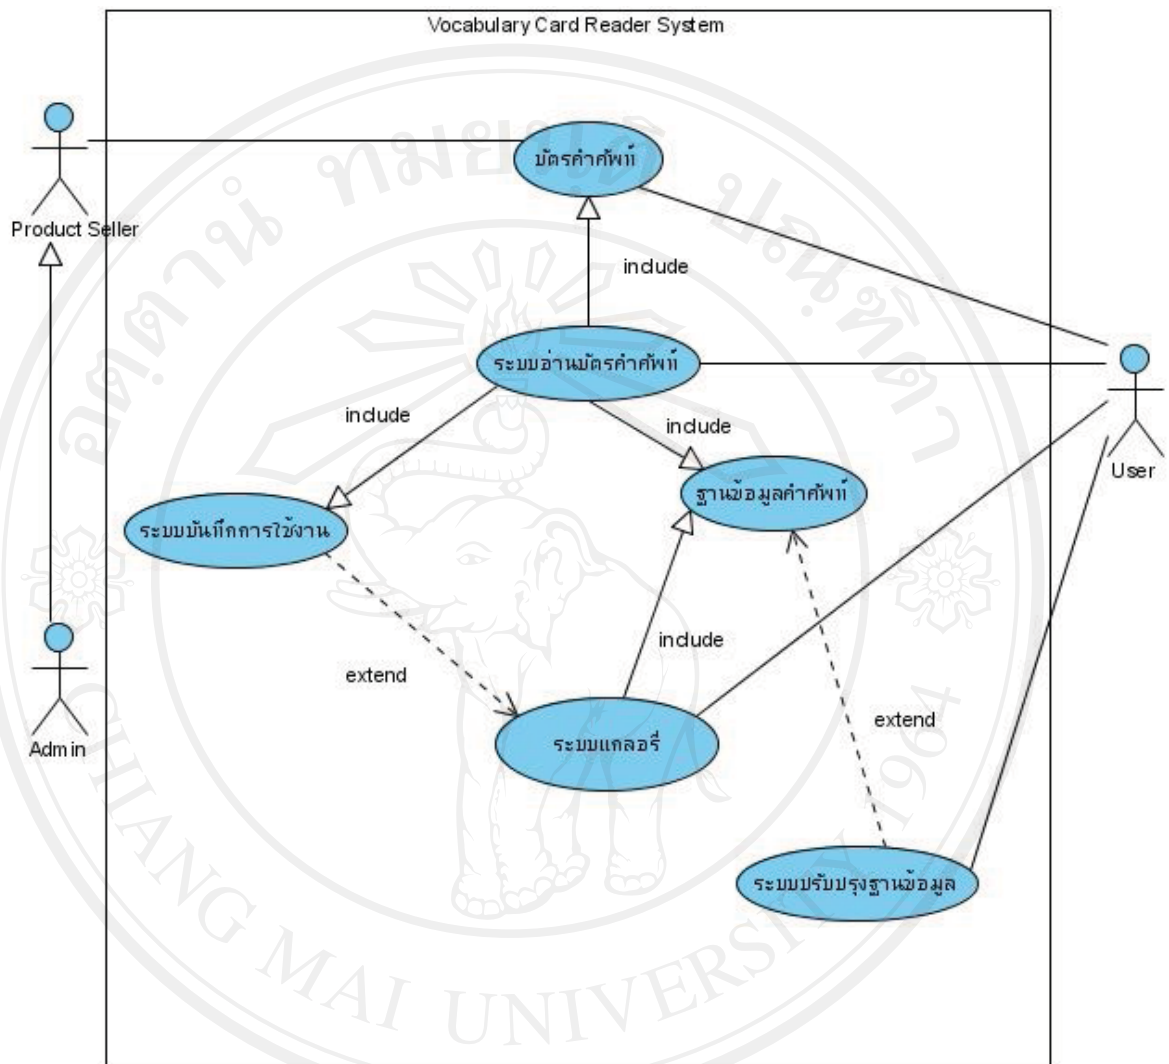 Vocabulary Card Reader System
บัตรคำศัพท์
Product Seller
include
ระบบอ่านบัตรคำศัพท์
include
include
ฐานข้อมูลคำศัพท์
User
ระบบบันทึกการใช้งาน
include
extend
ระบบแกลอรี่
extend
Admin
ระบบปรับปรุงฐานข้อมูล
CHIANG MAI UNIVERSITY 1964